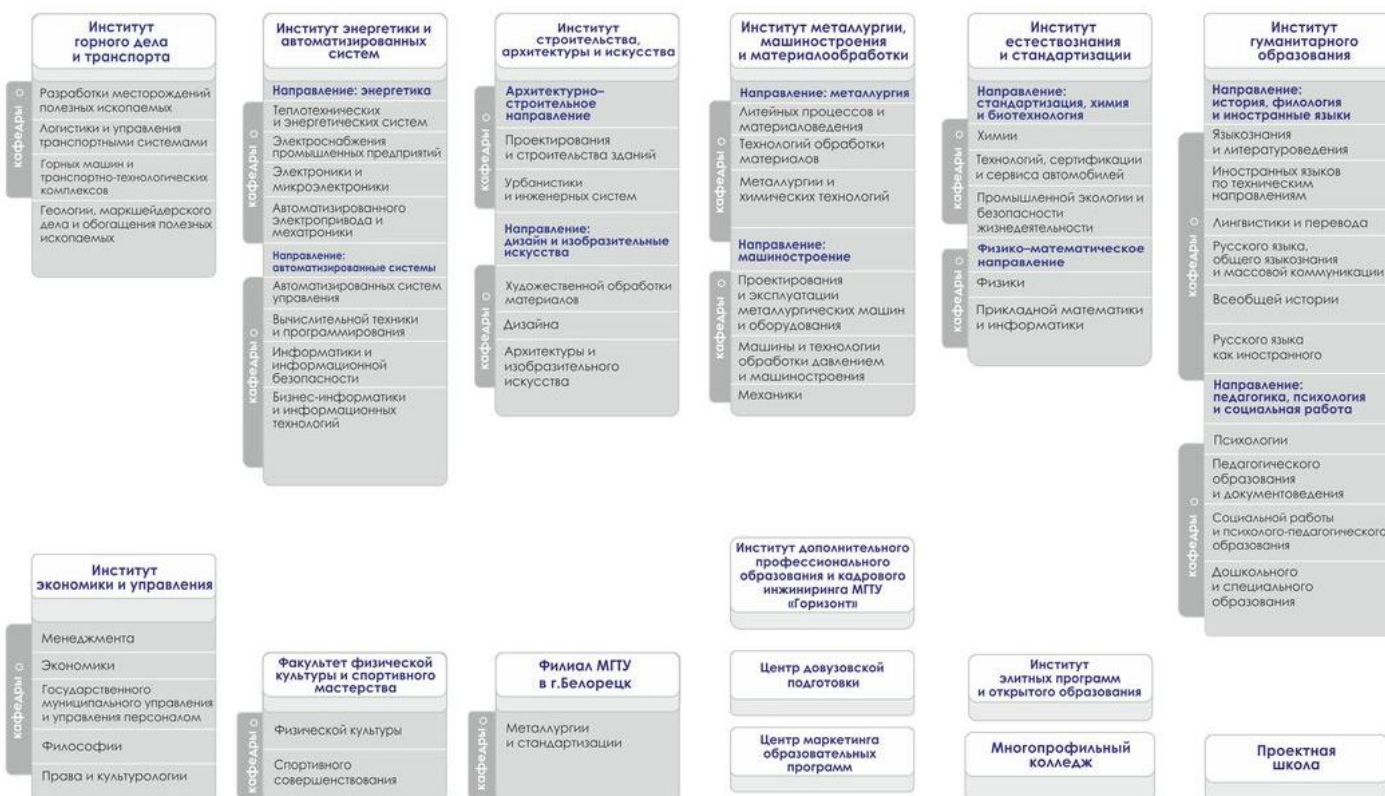 Институт
горного дела
и транспорта
кафедры
Разработки месторождений
полезных ископаемых
Логистики и управления
транспортными системами
Горных машин и
транспортно-технологических
комплексов
Геологии, маркшейдерского
дела и обогащения полезных
ископаемых
Институт энергетики и
автоматизированных
систем
Направление: энергетика
кафедры
Теплотехнических
и энергетических систем
Электроснабжения
промышленных предприятий
Электроники и
микроэлектроники
Автоматизированного
электропривода и
мехатроники
Направление:
автоматизированные системы
кафедры
Автоматизированных систем
управления
Вычислительной техники
и программирования
Информатики и
информационной
безопасности
Бизнес-информатики
и информационных
технологий
Институт
строительства,
архитектуры и искусства
Архитектурно–
строительное
направление
кафедры
Проектирования
и строительства зданий
Урбанистики
и инженерных систем
Направление:
дизайн и изобразительные
искусства
кафедры
Художественной обработки
материалов
Дизайна
Архитектуры и
изобразительного
искусства
Институт металлургии,
машиностроения
и материалообработки
Направление: металлургия
кафедры
Литейных процессов и
материаловедения
Технологий обработки
материалов
Металлургии и
химических технологий
Направление:
машиностроение
кафедры
Проектирования
и эксплуатации
металлургических машин
и оборудования
Машины и технологии
обработки давлением
и машиностроения
Механики
Институт
естествознания
и стандартизации
Направление:
стандартизация, химия
и биотехнология
кафедры
Химии
Технологий, сертификации
и сервиса автомобилей
Промышленной экологии и
безопасности
жизнедеятельности
Физико–математическое
направление
кафедры
Физики
Прикладной математики
и информатики
Институт
гуманитарного
образования
Направление:
история, филология
и иностранные языки
кафедры
Языкознания
и литературоведения
Иностранных языков
по техническим
направлениям
Лингвистики и перевода
Русского языка,
общего языкознания
и массовой коммуникации
Всеобщей истории
Русского языка
как иностранного
Направление:
педагогика, психология
и социальная работа
кафедры
Психологии
Педагогического
образования
и документоведения
Социальной работы
и психолого-педагогического
образования
Дошкольного
и специального
образования
Институт
экономики и управления
кафедры
Менеджмента
Экономики
Государственного
муниципального управления
и управления персоналом
Философии
Права и культурологии
Факультет физической
культуры и спортивного
мастерства
кафедры
Физической культуры
Спортивного
совершенствования
Филиал МГТУ
в г.Белорецк
кафедры
Металлургии
и стандартизации
Институт дополнительного
профессионального
образования и кадрового
инжиниринга МГТУ
«Горизонт»
Центр довузовской
подготовки
Центр маркетинга
образовательных
программ
Институт
элитных программ
и открытого образования
Многопрофильный
колледж
Проектная
школа